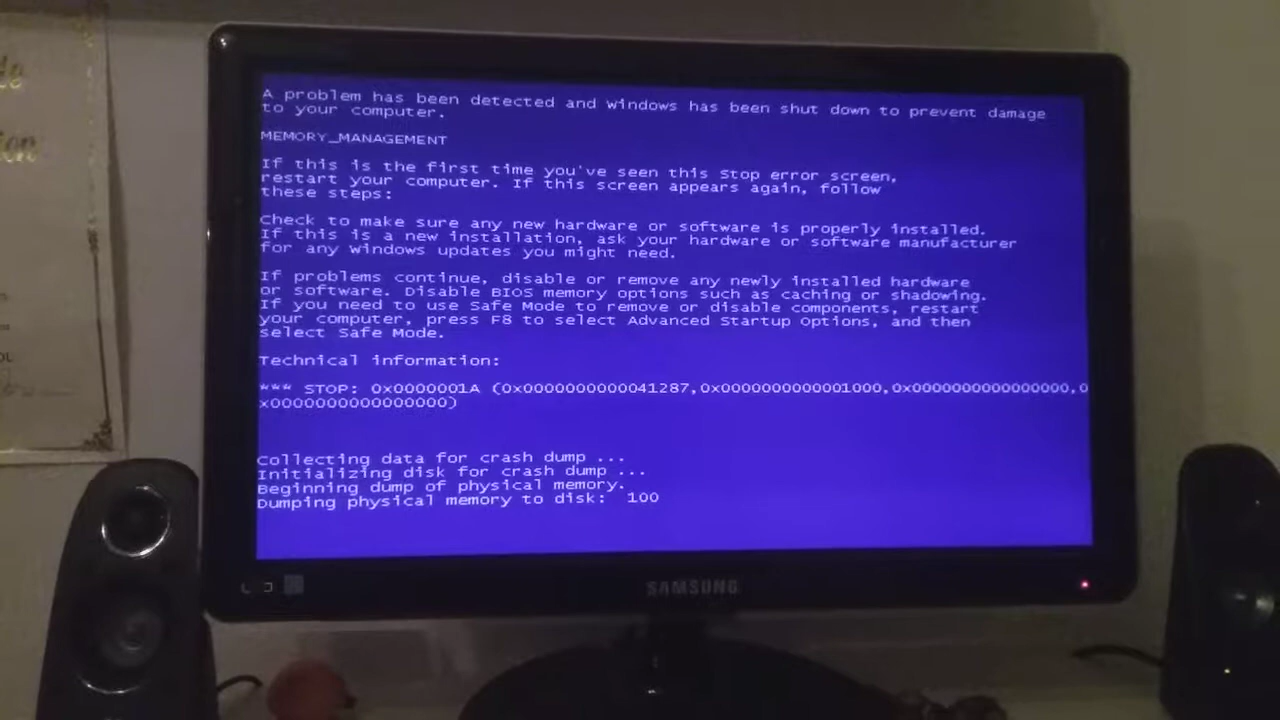 A problem has been detected and windows has been shut down to prevent damage
to your computer.
MEMORY_MANAGEMENT
If this is the first time you've seen this Stop error screen,
restart your computer. If this screen appears again, follow
these steps:
Check to make sure any new hardware or software is properly installed.
If this is a new installation, ask your hardware or software manufacturer
for any windows updates you might need.
If problems continue, disable or remove any newly installed hardware
or software. Disable BIOS memory options such as caching or shadowing.
If you need to use Safe Mode to remove or disable components, restart
your computer, press F8 to select Advanced Startup Options, and then
select Safe Mode.
Technical information:
*** STOP: 0x0000001A (0x0000000000041287,0x0000000000001000,0x0000000000000000,0
x0000000000000000)
Collecting data for crash dump ...
Initializing disk for crash dump ...
Beginning dump of physical memory.
Dumping physical memory to disk:  100
SAMSUNG